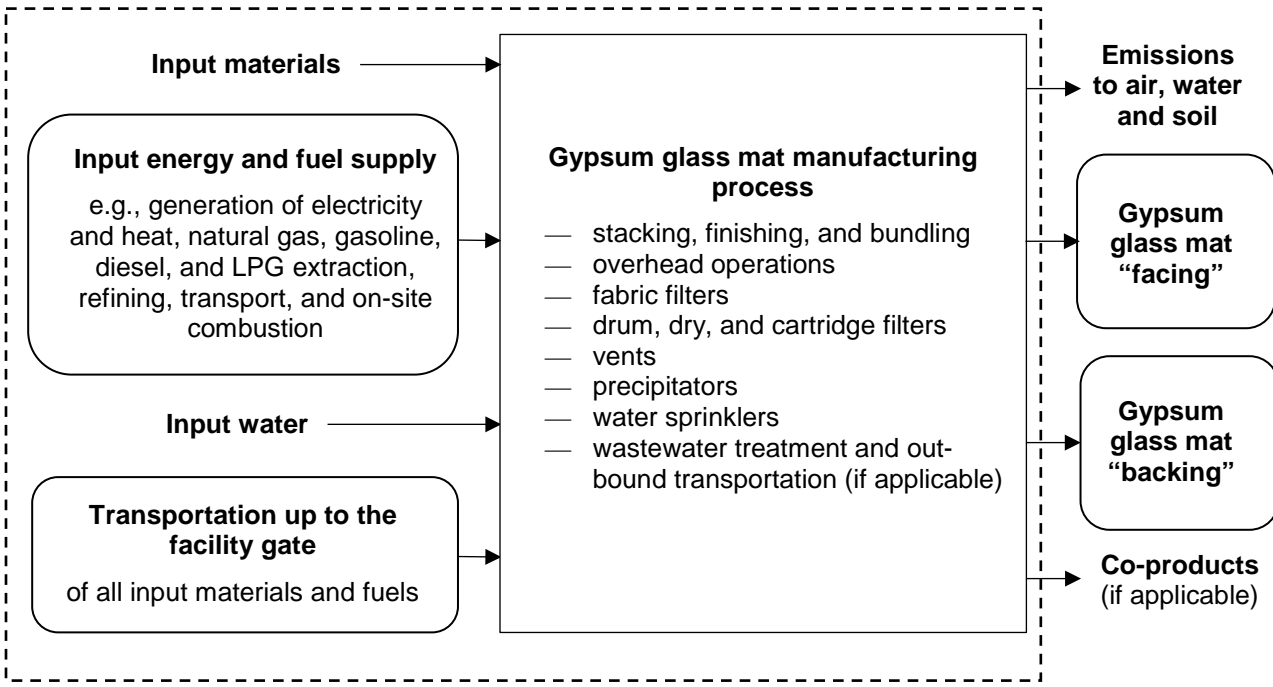 Input materials
Input energy and fuel supply
e.g., generation of electricity
and heat, natural gas, gasoline,
diesel, and LPG extraction,
refining, transport, and on-site
combustion
Input water
Transportation up to the
facility gate
of all input materials and fuels
Gypsum glass mat manufacturing
process
— stacking, finishing, and bundling
— overhead operations
— fabric filters
— drum, dry, and cartridge filters
— vents
— precipitators
— water sprinklers
— wastewater treatment and out-
bound transportation (if applicable)
Emissions
to air, water
and soil
Gypsum
glass mat
“facing”
Gypsum
glass mat
“backing”
Co-products
(if applicable)